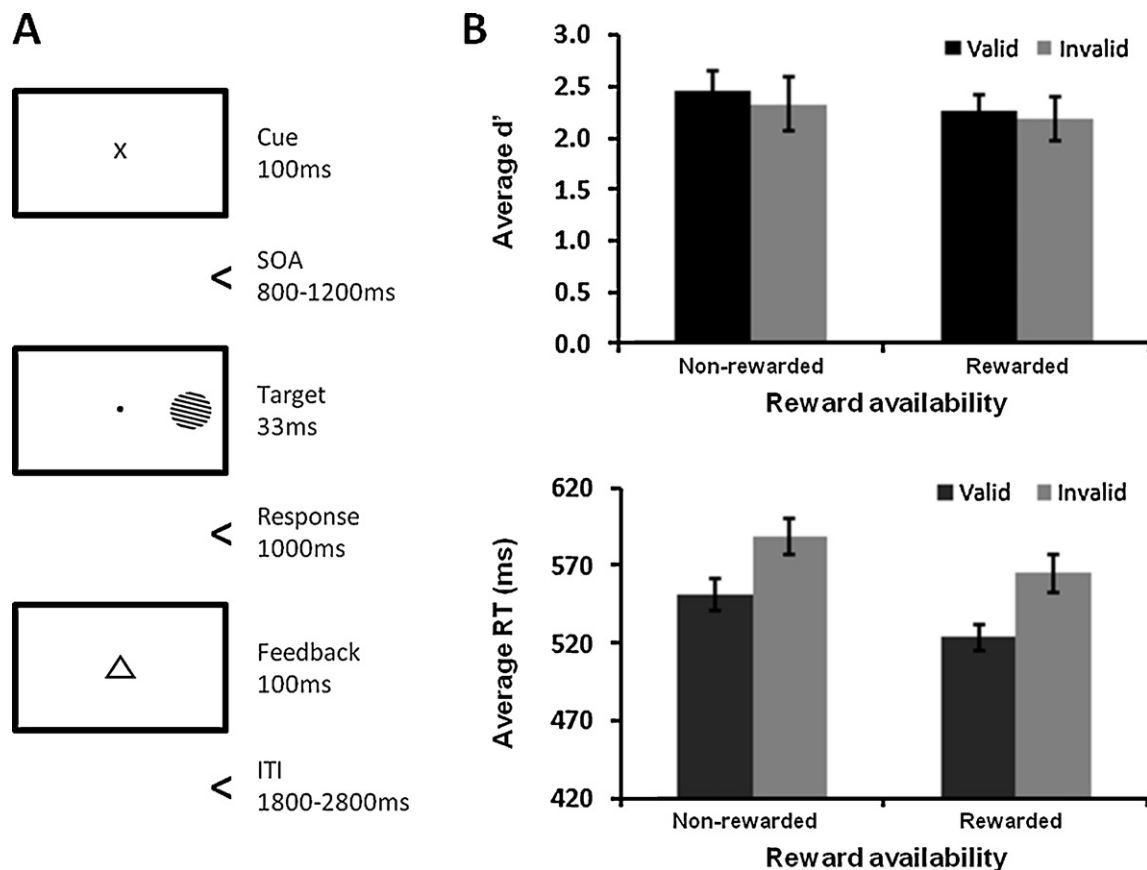 A
X
Cue
100ms
<
SOA
800-1200ms
Target
33ms
<
Response
1000ms
Feedback
100ms
<
ITI
1800-2800ms
B
Valid Invalid
3.0
2.5
2.0
1.5
1.0
0.5
0.0
Average d'
Non-rewarded Rewarded
Reward availability
Valid Invalid
620
570
520
470
420
Average RT (ms)
Non-rewarded Rewarded
Reward availability